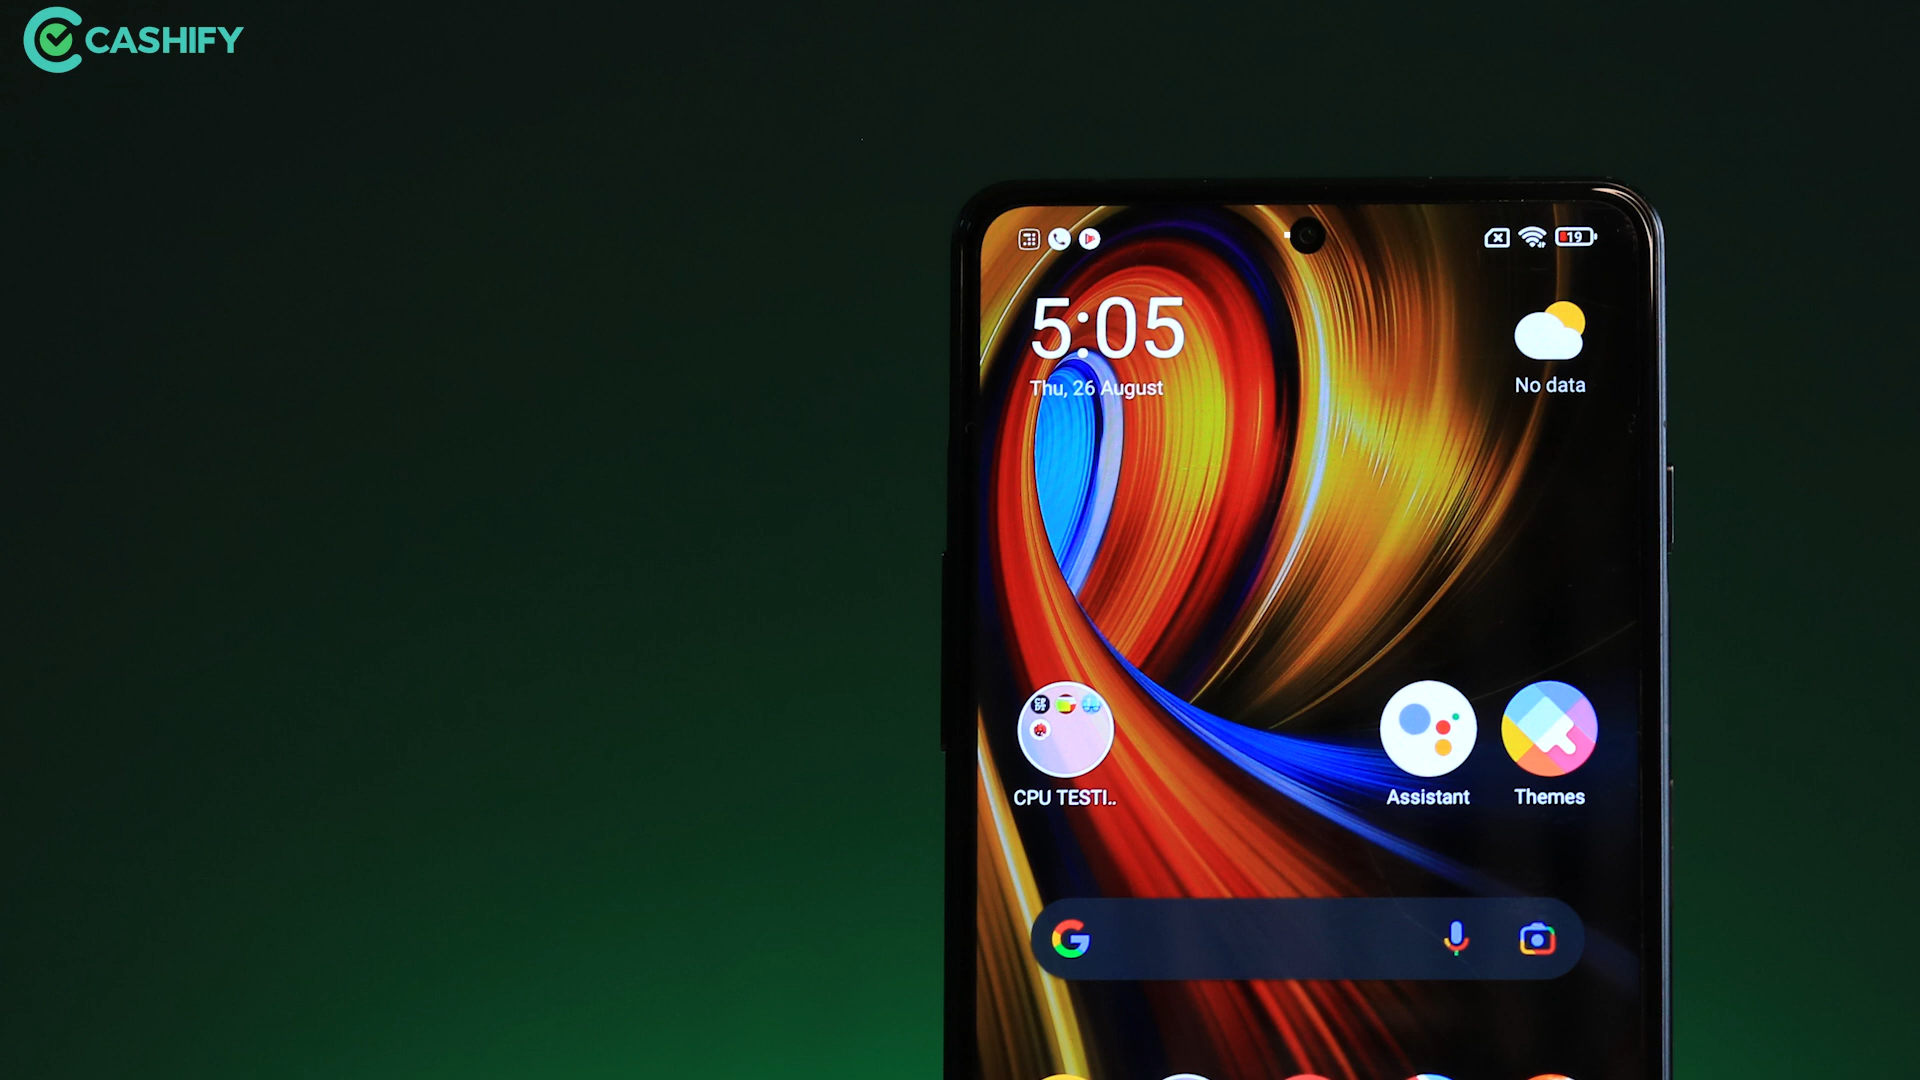 CASHIFY
19
5:05
Thu, 26 August
No data
CPU TESTI..
Assistant
Themes